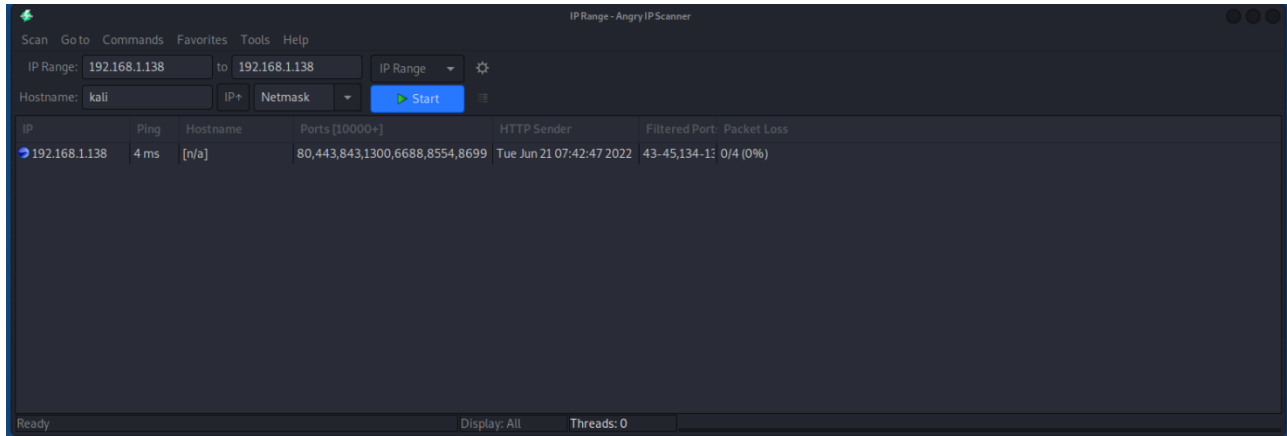 IP Range - Angry IP Scanner
Scan Go to Commands Favorites Tools Help
IP Range: 192.168.1.138 to 192.168.1.138 IP Range
Hostname: kali IP↑ Netmask Start
IP Ping Hostname Ports [10000+] HTTP Sender Filtered Port Packet Loss
192.168.1.138 4 ms [n/a] 80,443,843,1300,6688,8554,8699 Tue Jun 21 07:42:47 2022 43-45,134-13 0/4 (0%)
Ready Display: All Threads: 0